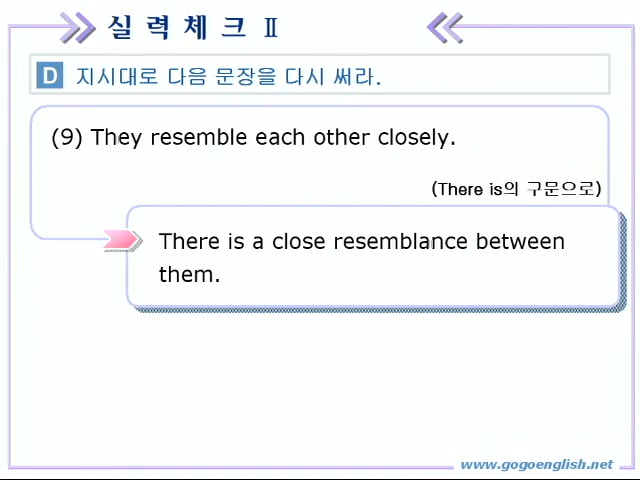 실 력 체 크 Ⅱ
D 지시대로 다음 문장을 다시 써라.
(9) They resemble each other closely.
(There is의 구문으로)
There is a close resemblance between
them.
www.gogoenglish.net